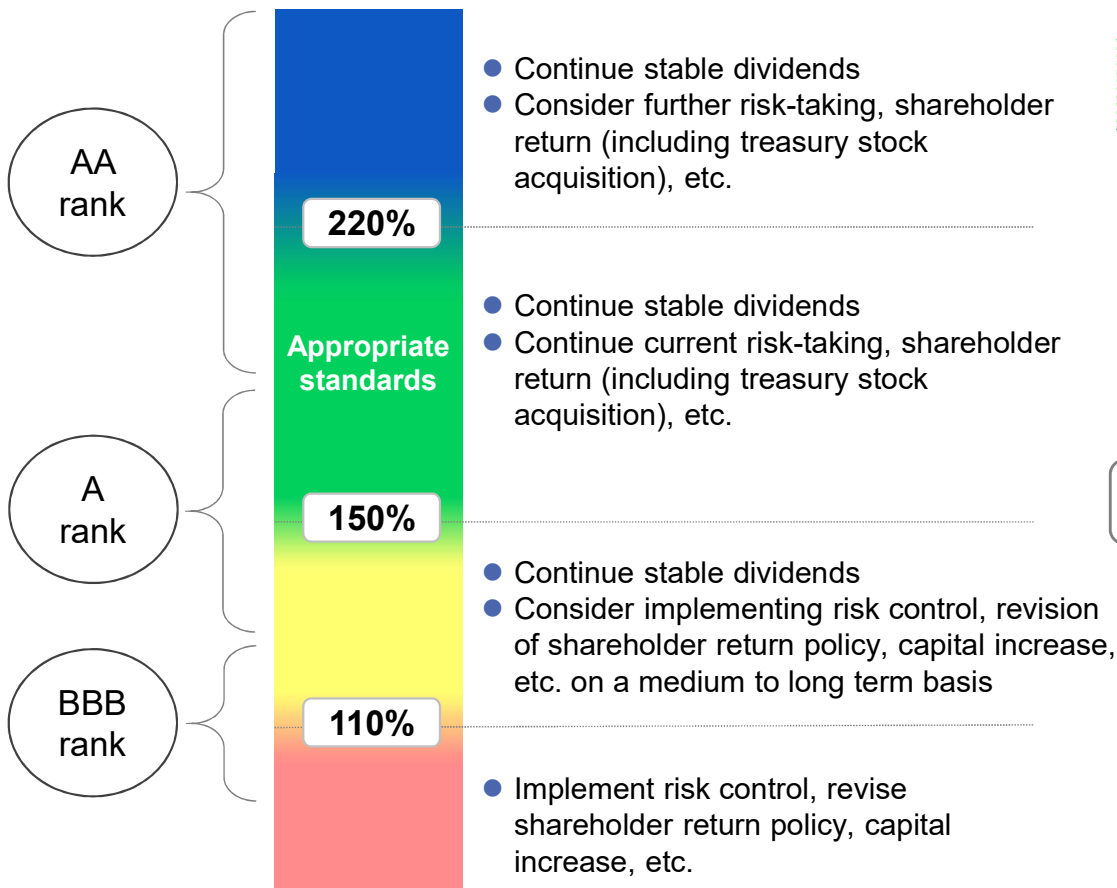 AA
rank
A
rank
BBB
rank
220%
Appropriate
standards
150%
110%
● Continue stable dividends
● Consider further risk-taking, shareholder
return (including treasury stock
acquisition), etc.
● Continue stable dividends
● Continue current risk-taking, shareholder
return (including treasury stock
acquisition), etc.
● Continue stable dividends
● Consider implementing risk control, revision
of shareholder return policy, capital increase,
etc. on a medium to long term basis
● Implement risk control, revise
shareholder return policy, capital
increase, etc.